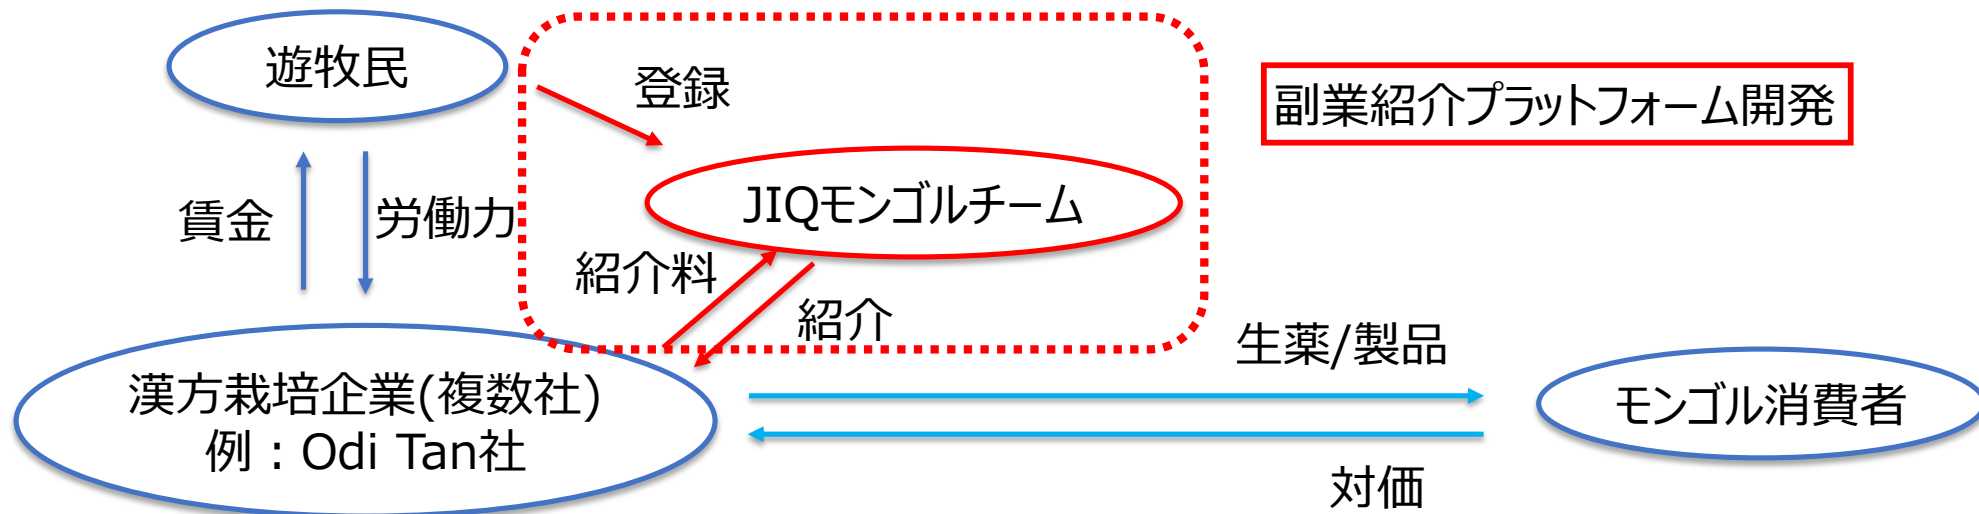 遊牧民
登録
副業紹介プラットフォーム開発
JIQモンゴルチーム
賃金
労働力
紹介料
紹介
生薬/製品
漢方栽培企業(複数社)
例：Odi Tan社
モンゴル消費者
対価